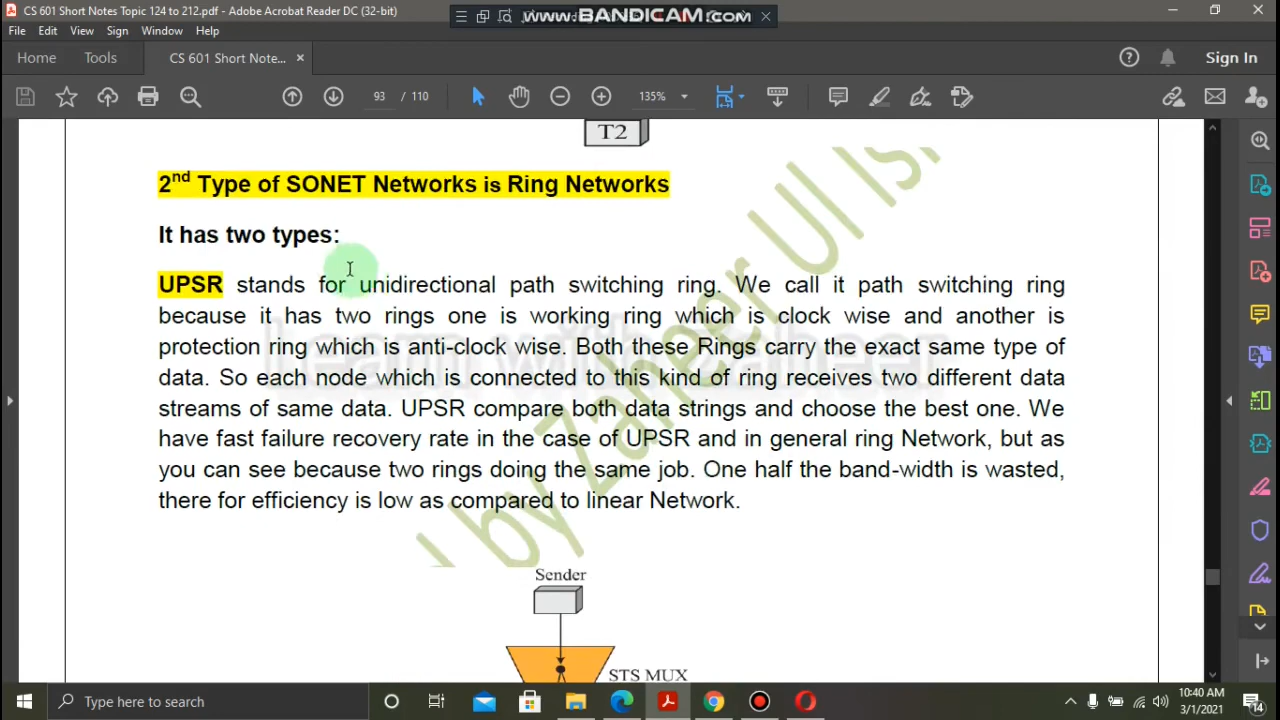 CS 601 Short Notes Topic 124 to 212.pdf - Adobe Acrobat Reader DC (32-bit)
www.BANDICAM.com
File Edit View Sign Window Help
Home Tools CS 601 Short Note... Sign In
93 / 110 135%
T2
2nd Type of SONET Networks is Ring Networks
It has two types:
UPSR stands for unidirectional path switching ring. We call it path switching ring
because it has two rings one is working ring which is clock wise and another is
protection ring which is anti-clock wise. Both these Rings carry the exact same type of
data. So each node which is connected to this kind of ring receives two different data
streams of same data. UPSR compare both data strings and choose the best one. We
have fast failure recovery rate in the case of UPSR and in general ring Network, but as
you can see because two rings doing the same job. One half the band-width is wasted,
there for efficiency is low as compared to linear Network.
by Zaheer Ul Isl
Learn with Zaheer
Sender
STS MUX
Type here to search
10:40 AM
3/1/2021
14